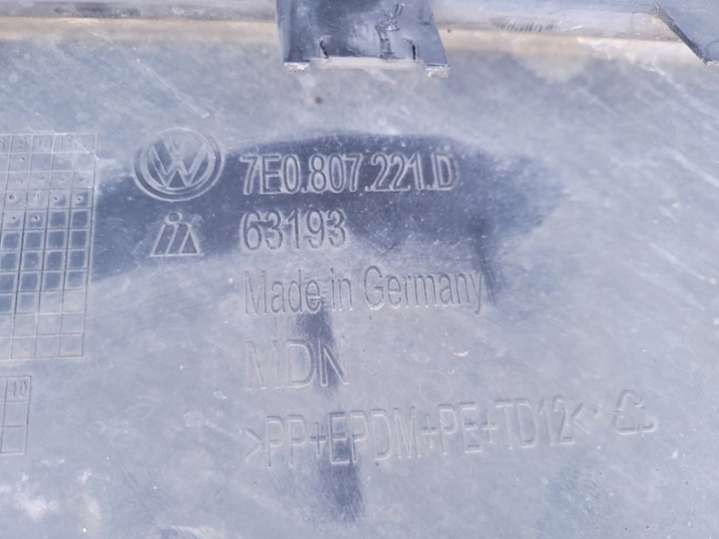 7E0.807.221.D
63193
Made in Germany
MDN
>PP+EPDM+PE+TD12<